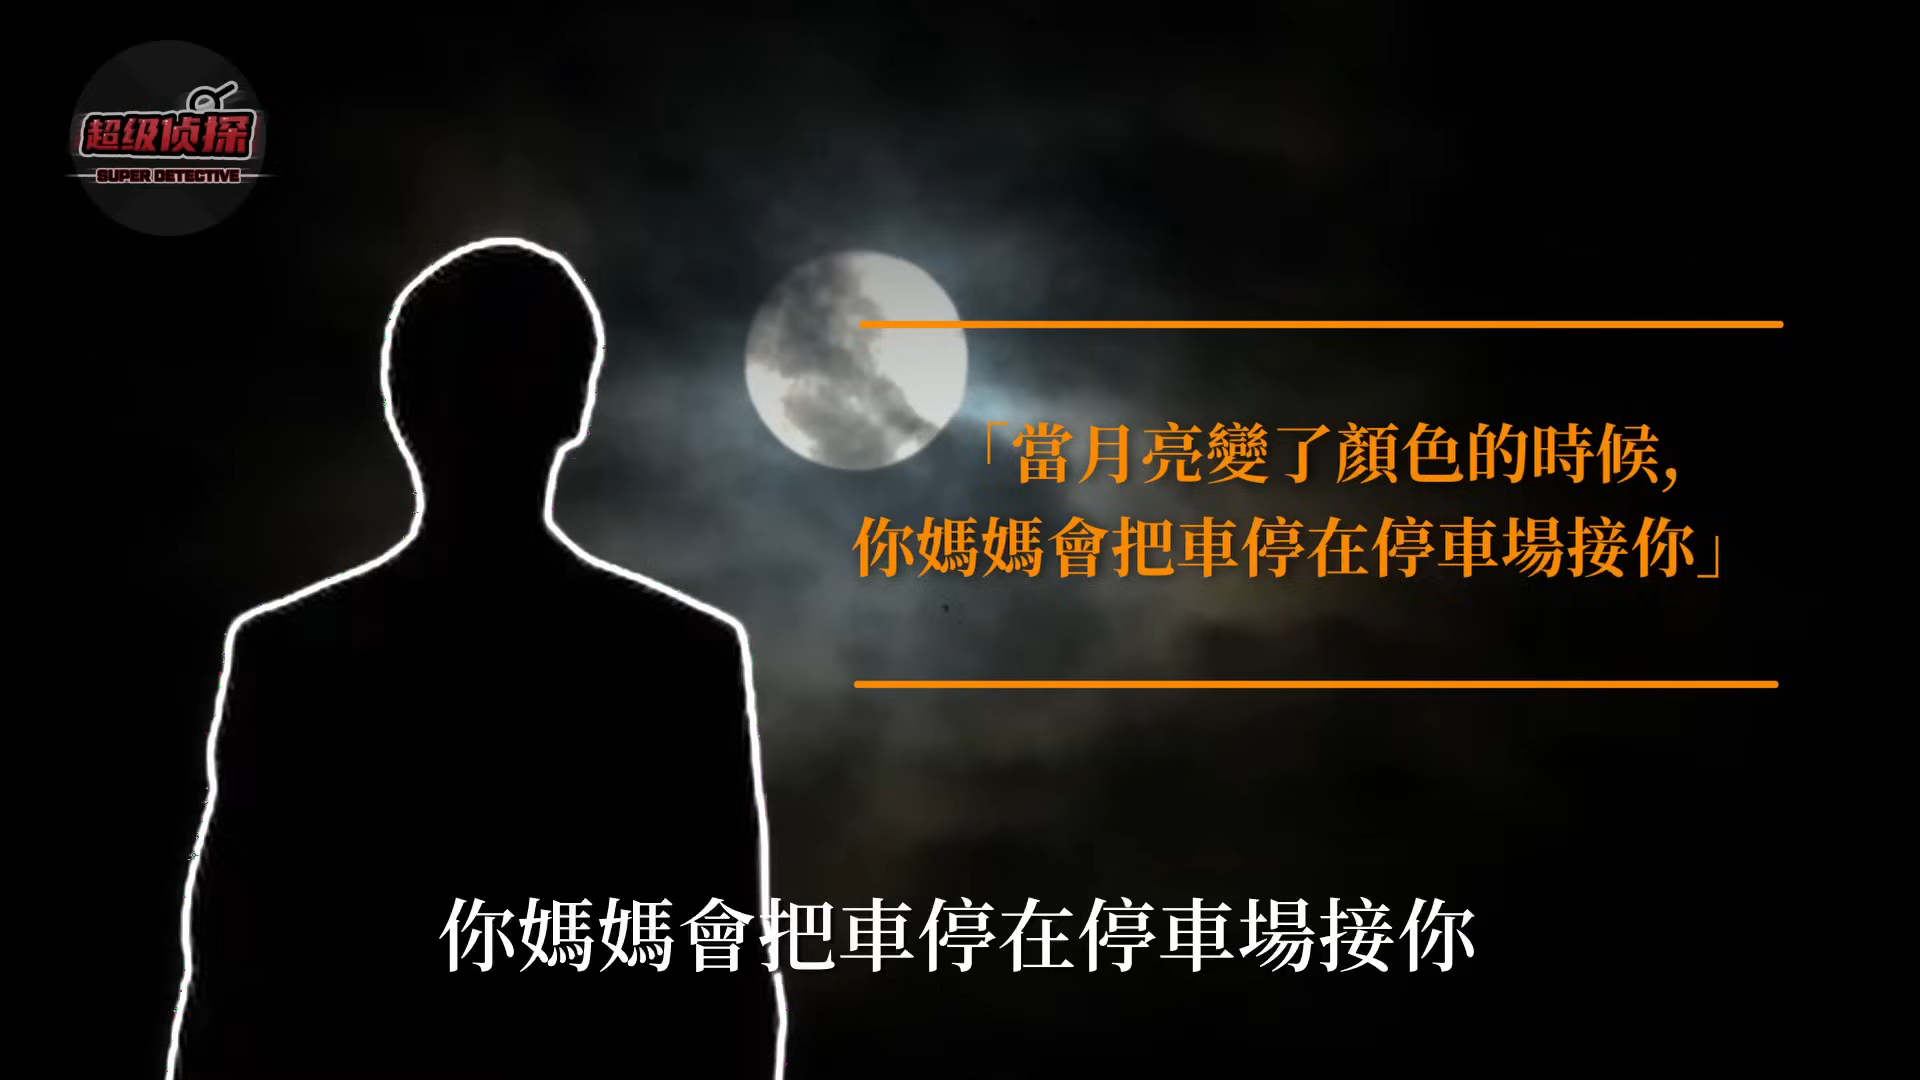 超级侦探
SUPER DETECTIVE
「當月亮變了顏色的時候,
你媽媽會把車停在停車場接你」
你媽媽會把車停在停車場接你